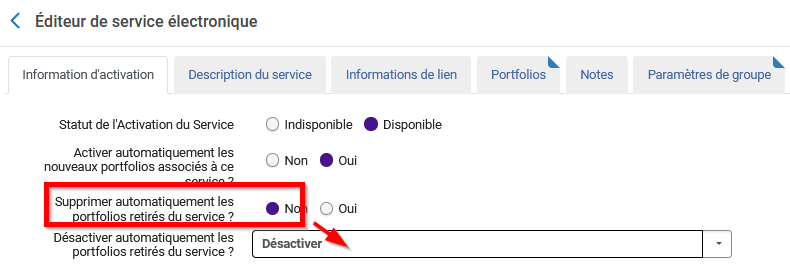 Éditeur de service électronique
Information d'activation Description du service Informations de lien Portfolios Notes Paramètres de groupe
Statut de l'Activation du Service Indisponible Disponible
Activer automatiquement les
nouveaux portfolios associés à ce Non Oui
service ?
Supprimer automatiquement les
portfolios retirés du service ? Non Oui
Désactiver automatiquement les
portfolios retirés du service ? Désactiver